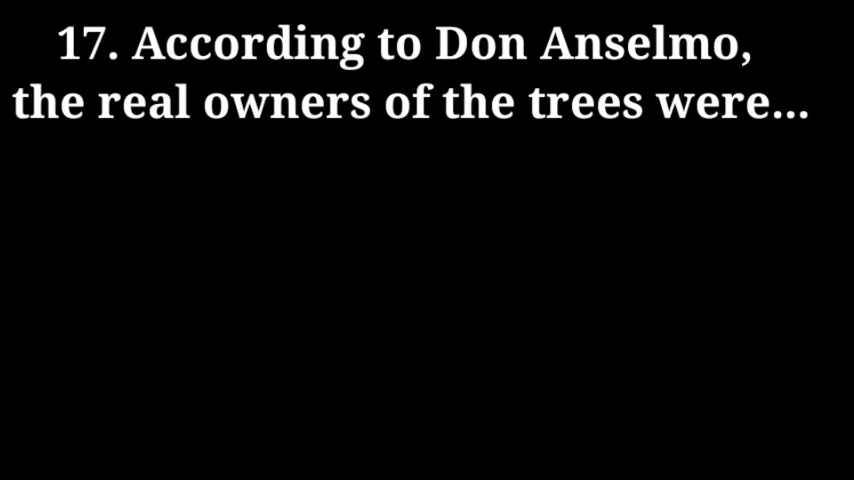 17. According to Don Anselmo,
the real owners of the trees were...